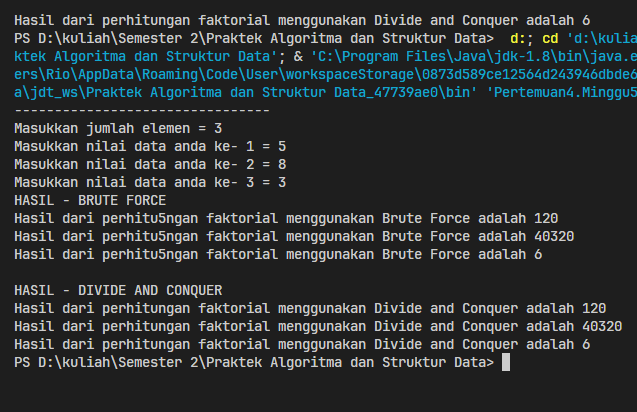 Hasil dari perhitungan faktorial menggunakan Divide and Conquer adalah 6
PS D:\kuliah\Semester 2\Praktek Algoritma dan Struktur Data>  d:; cd 'd:\kulia
ktek Algoritma dan Struktur Data'; & 'C:\Program Files\Java\jdk-1.8\bin\java.e
ers\Rio\AppData\Roaming\Code\User\workspaceStorage\0873d589ce12564d243946dbde6
a\jdt_ws\Praktek Algoritma dan Struktur Data_47739ae0\bin' 'Pertemuan4.Minggu5
-------------------------------
Masukkan jumlah elemen = 3
Masukkan nilai data anda ke- 1 = 5
Masukkan nilai data anda ke- 2 = 8
Masukkan nilai data anda ke- 3 = 3
HASIL - BRUTE FORCE
Hasil dari perhitu5ngan faktorial menggunakan Brute Force adalah 120
Hasil dari perhitu5ngan faktorial menggunakan Brute Force adalah 40320
Hasil dari perhitu5ngan faktorial menggunakan Brute Force adalah 6

HASIL - DIVIDE AND CONQUER
Hasil dari perhitungan faktorial menggunakan Divide and Conquer adalah 120
Hasil dari perhitungan faktorial menggunakan Divide and Conquer adalah 40320
Hasil dari perhitungan faktorial menggunakan Divide and Conquer adalah 6
PS D:\kuliah\Semester 2\Praktek Algoritma dan Struktur Data>